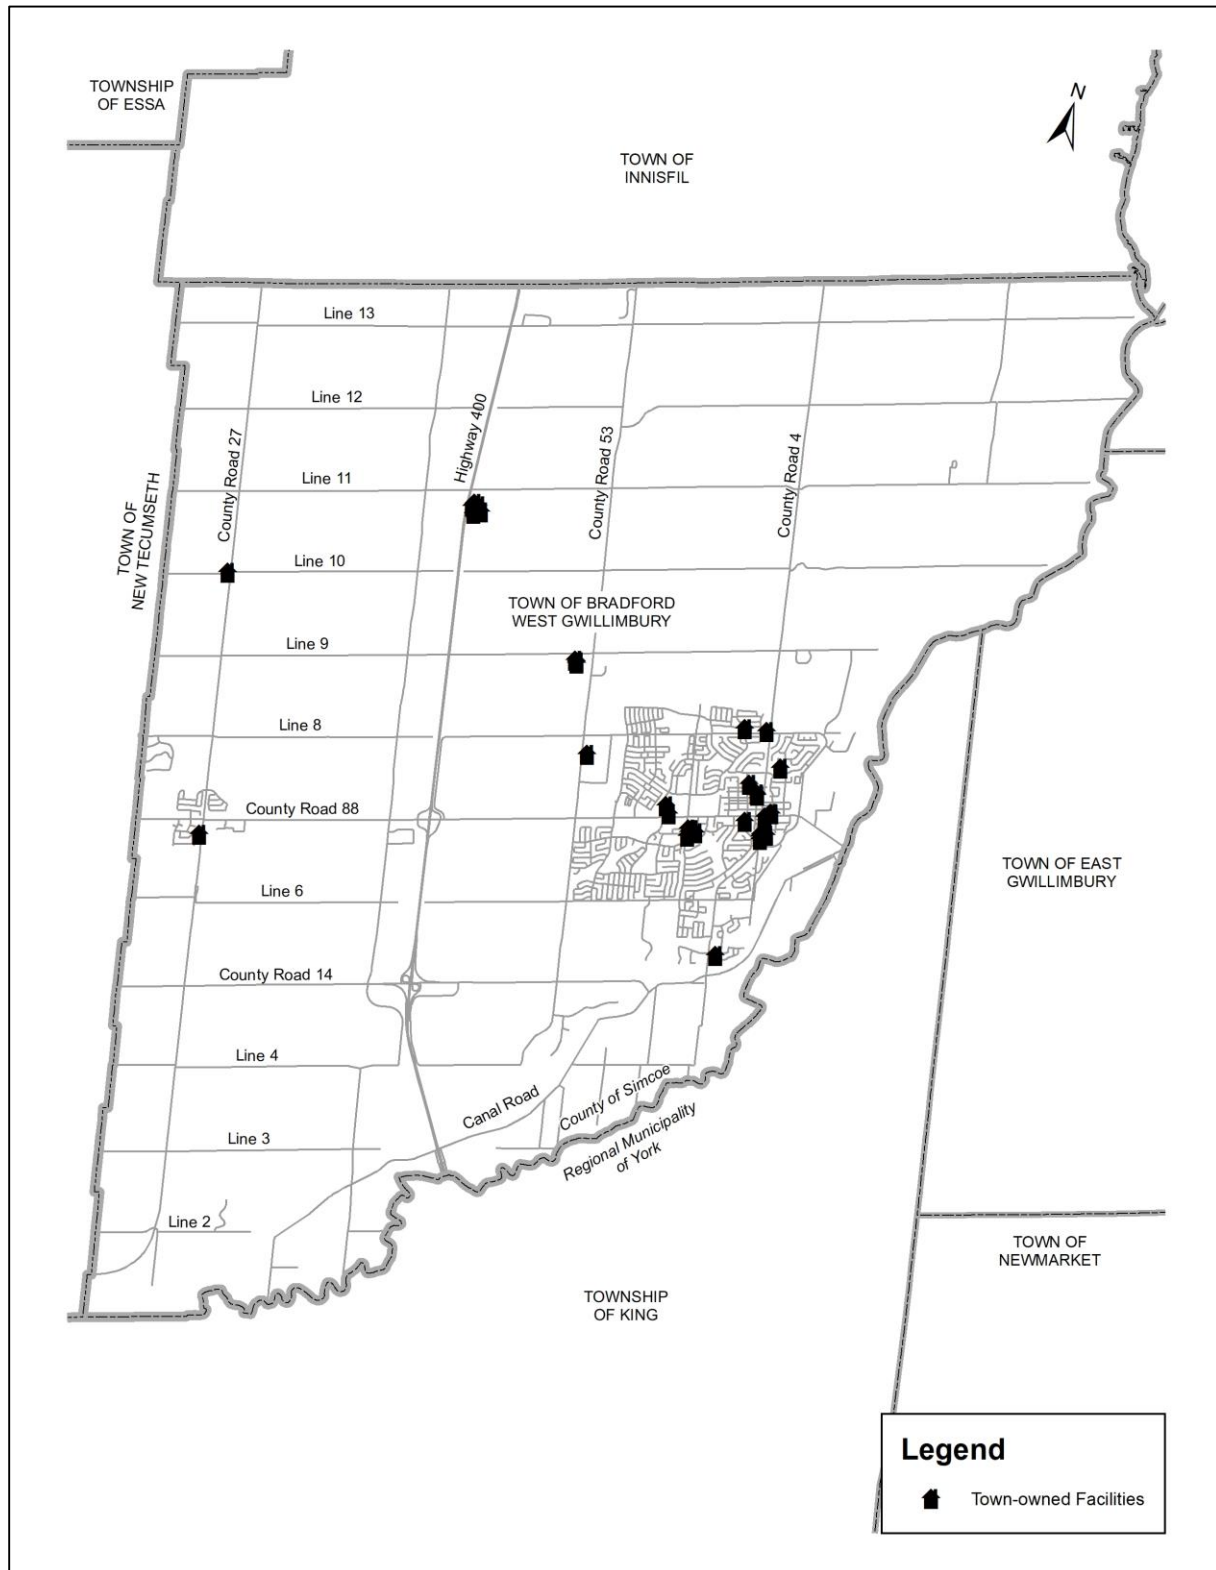 TOWNSHIP
OF ESSA
N
TOWN OF
INNISFIL
Line 13
Line 12
Highway 400
County Road 27
County Road 53
County Road 4
Line 11
TOWN OF
NEW TECUMSETH
Line 10
TOWN OF BRADFORD
WEST GWILLIMBURY
Line 9
Line 8
County Road 88
TOWN OF EAST
GWILLIMBURY
Line 6
County Road 14
Line 4
Canal Road
County of Simcoe
Regional Municipality
of York
Line 3
Line 2
TOWN OF
NEWMARKET
TOWNSHIP
OF KING
Legend
Town-owned Facilities